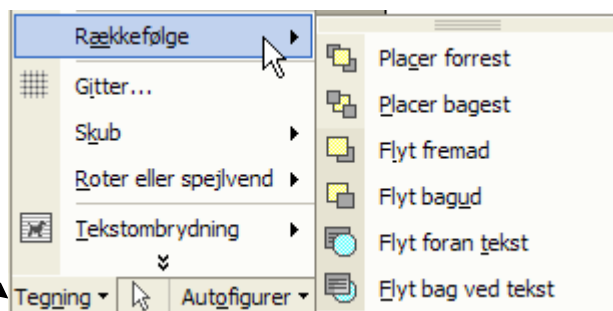 Rækkefølge
Gitter...
Skub
Roter eller spejlvend
Tekstombrydning
Tegning
Autofigurer
Placer forrest
Placer bagest
Flyt fremad
Flyt bagud
Flyt foran tekst
Flyt bag ved tekst